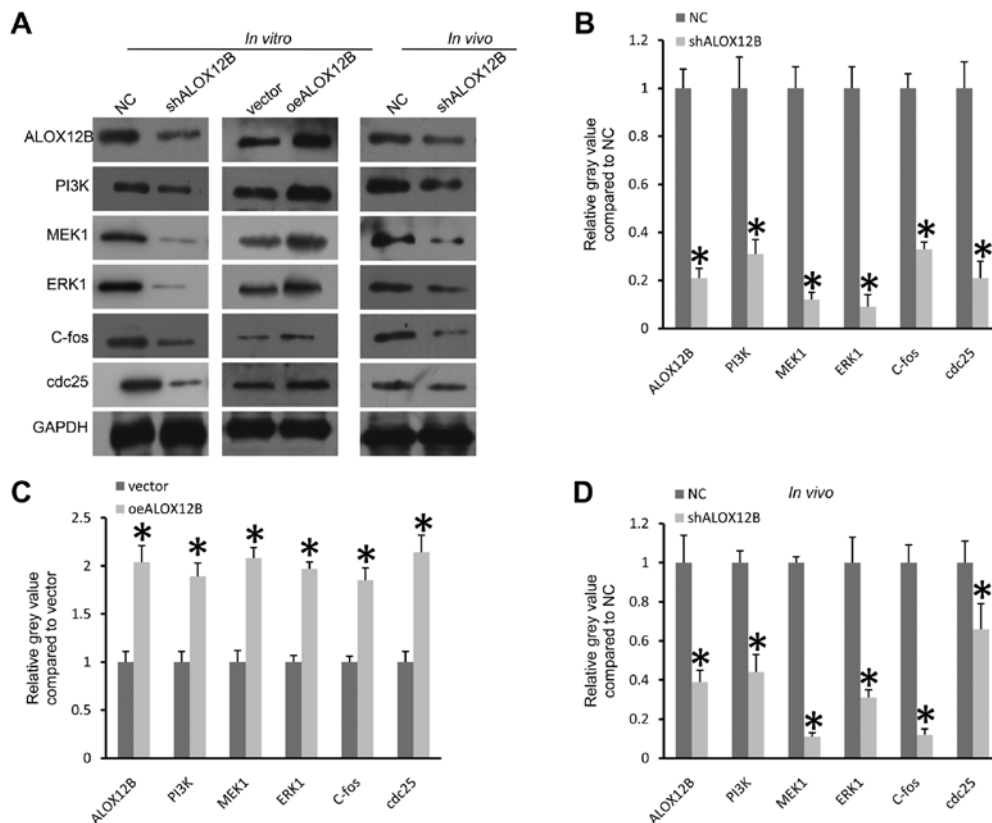 A
In vitro
In vivo
NC
shALOX12B
vector
oeALOX12B
NC
shALOX12B
ALOX12B
PI3K
MEK1
ERK1
C-fos
cdc25
GAPDH
B
NC
shALOX12B
Relative gray value
compared to NC
1.2
1
0.8
0.6
0.4
0.2
0
* * * * * *
ALOX12B
PI3K
MEK1
ERK1
C-fos
cdc25
C
vector
oeALOX12B
Relative grey value
compared to vector
2.5
2
1.5
1
0.5
0
* * * * * *
ALOX12B
PI3K
MEK1
ERK1
C-fos
cdc25
D
In vivo
NC
shALOX12B
Relative grey value
compared to NC
1.2
1
0.8
0.6
0.4
0.2
0
* * * * * *
ALOX12B
PI3K
MEK1
ERK1
C-fos
cdc25